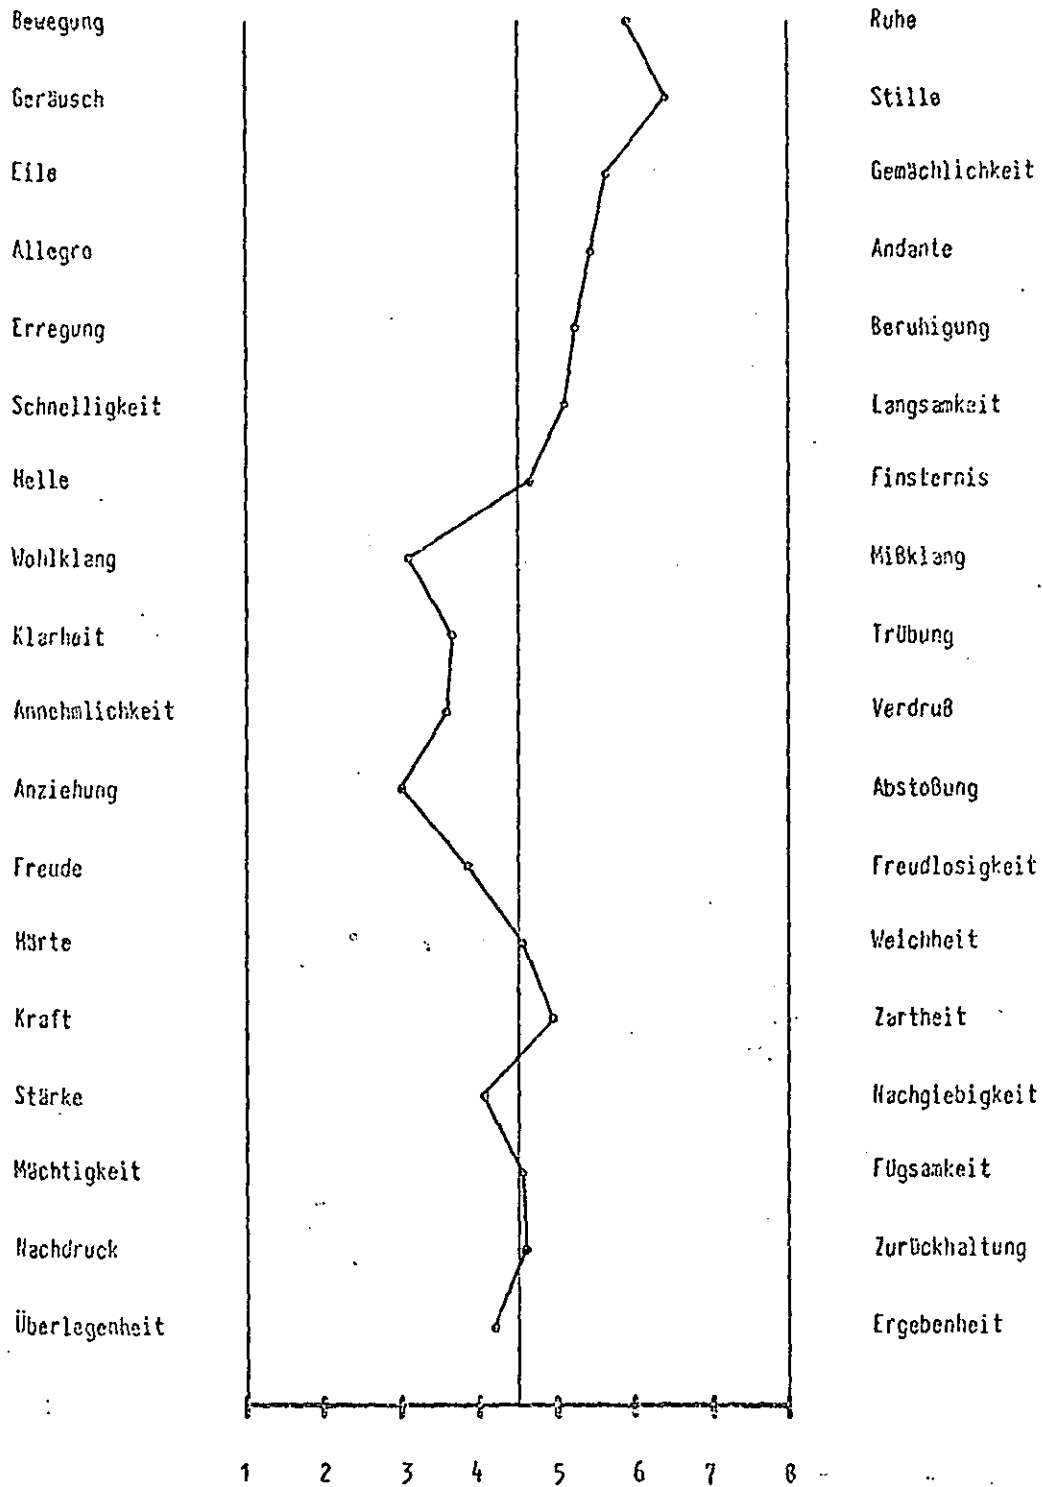 Bewegung Ruhe
Geräusch Stille
Eile Gemächlichkeit
Allegro Andante
Erregung Beruhigung
Schnelligkeit Langsamkeit
Helle Finsternis
Wohlklang Mißklang
Klarheit Trübung
Annehmlichkeit Verdruß
Anziehung Abstoßung
Freude Freudlosigkeit
Härte Weichheit
Kraft Zartheit
Stärke Nachgiebigkeit
Mächtigkeit Fügsamkeit
Nachdruck Zurückhaltung
Überlegenheit Ergebenheit
1 2 3 4 5 6 7 8